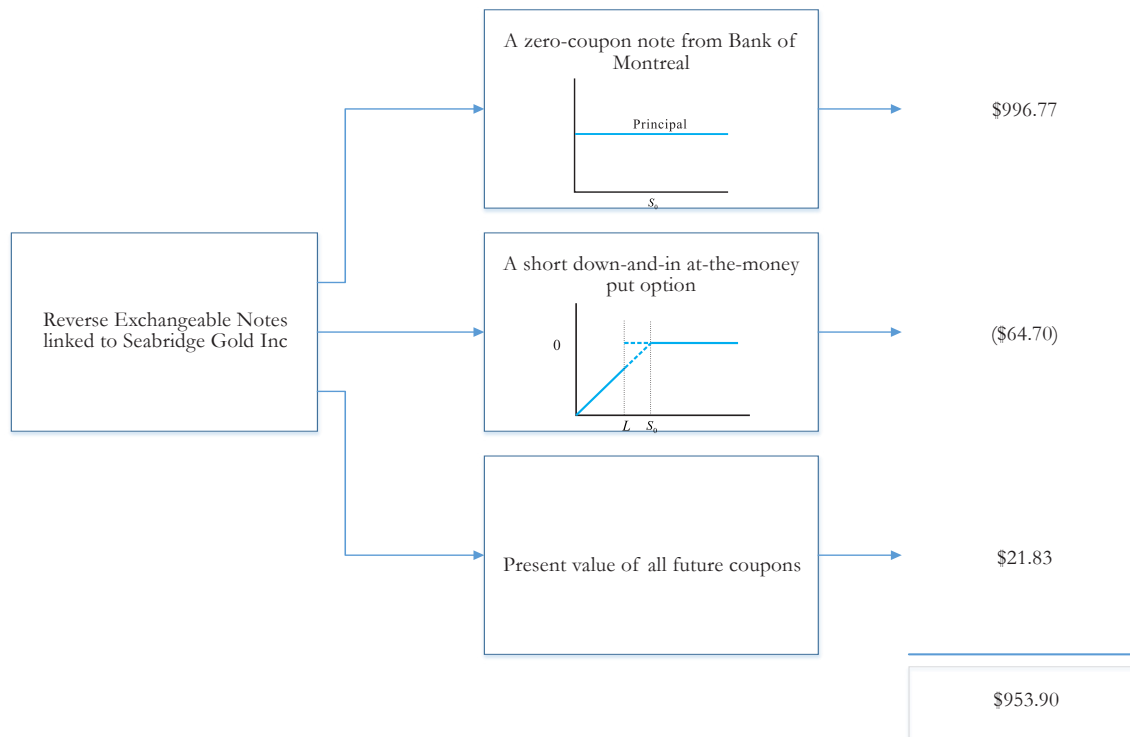 A zero-coupon note from Bank of
Montreal
Principal
S₀
$996.77
Reverse Exchangeable Notes
linked to Seabridge Gold Inc
A short down-and-in at-the-money
put option
0
L S₀
($64.70)
Present value of all future coupons
$21.83
$953.90